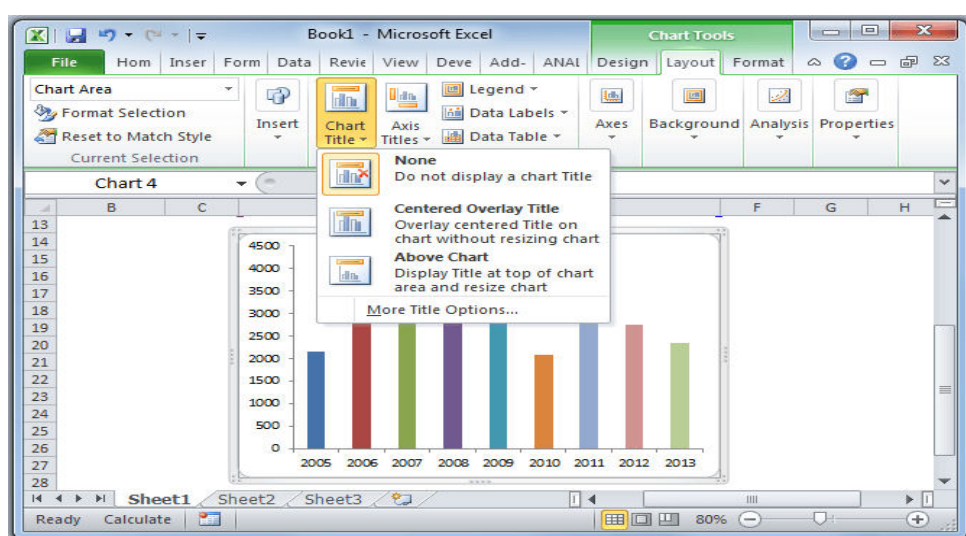 Book1 - Microsoft Excel
Chart Tools
File Hom Inser Form Data Revie View Deve Add- ANAL Design Layout Format
Chart Area
Format Selection
Reset to Match Style
Current Selection
Insert
Chart Title
Axis Titles
Legend
Data Labels
Data Table
Axes
Background
Analysis
Properties
None
Do not display a chart Title
Centered Overlay Title
Overlay centered Title on
chart without resizing chart
Above Chart
Display Title at top of chart
area and resize chart
More Title Options...
Chart 4
B C F G H
13
14
15
16
17
18
19
20
21
22
23
24
25
26
27
28
4500
4000
3500
3000
2500
2000
1500
1000
500
0
2005 2006 2007 2008 2009 2010 2011 2012 2013
Sheet1 Sheet2 Sheet3
Ready Calculate 80%